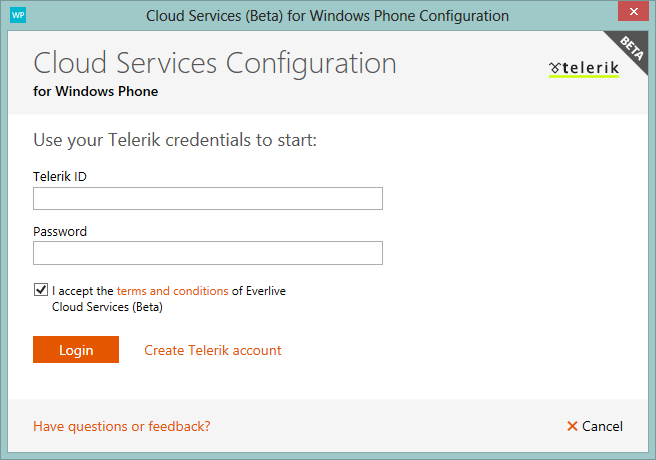 WP
Cloud Services (Beta) for Windows Phone Configuration
BETA
Cloud Services Configuration
for Windows Phone
telerik
Use your Telerik credentials to start:
Telerik ID
Password
I accept the terms and conditions of Everlive
Cloud Services (Beta)
Login
Create Telerik account
Have questions or feedback?
Cancel